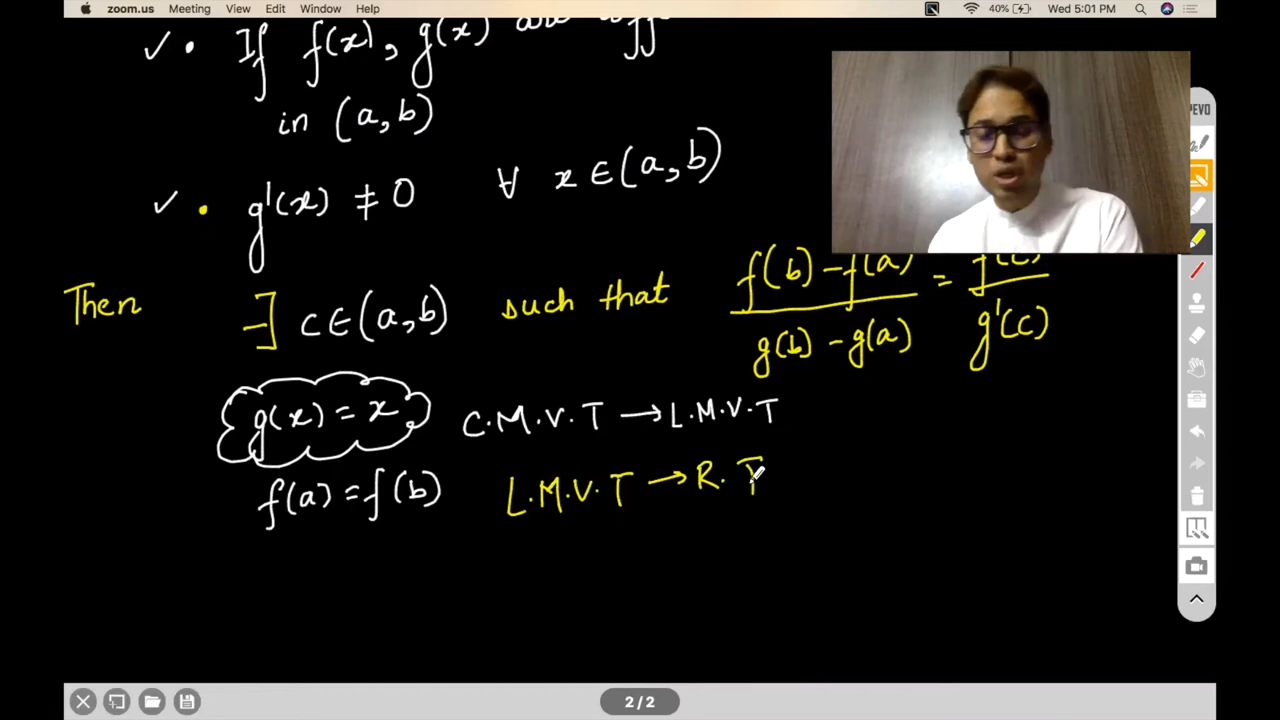 zoom.us Meeting View Edit Window Help 40% Wed 5:01 PM
✓ • If f(x), g(x) are
in (a, b)
✓ • g'(x) ≠ 0 ∀ x ∈ (a, b)
Then ∃ c ∈ (a, b) such that f(b) - f(a) / g(b) - g(a) = f'(c) / g'(c)
g(x) = x C.M.V.T → L.M.V.T
f(a) = f(b) L.M.V.T → R.T
2 / 2